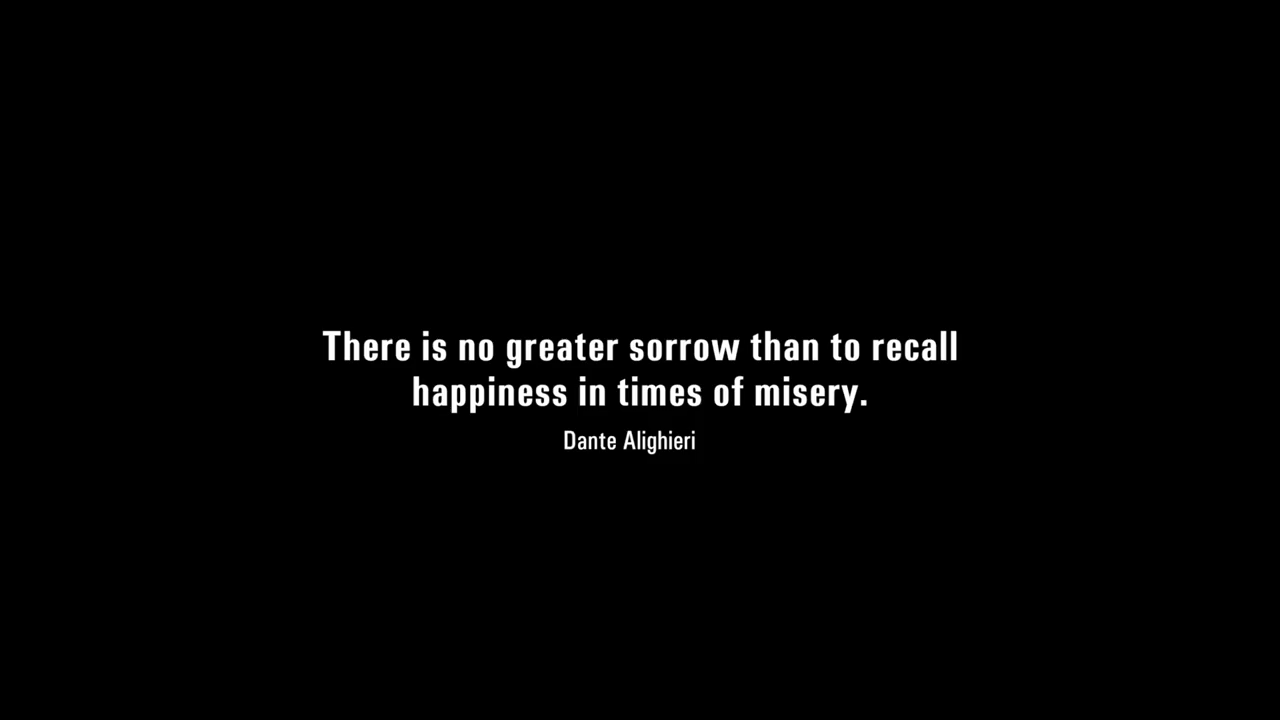 There is no greater sorrow than to recall
happiness in times of misery.
Dante Alighieri